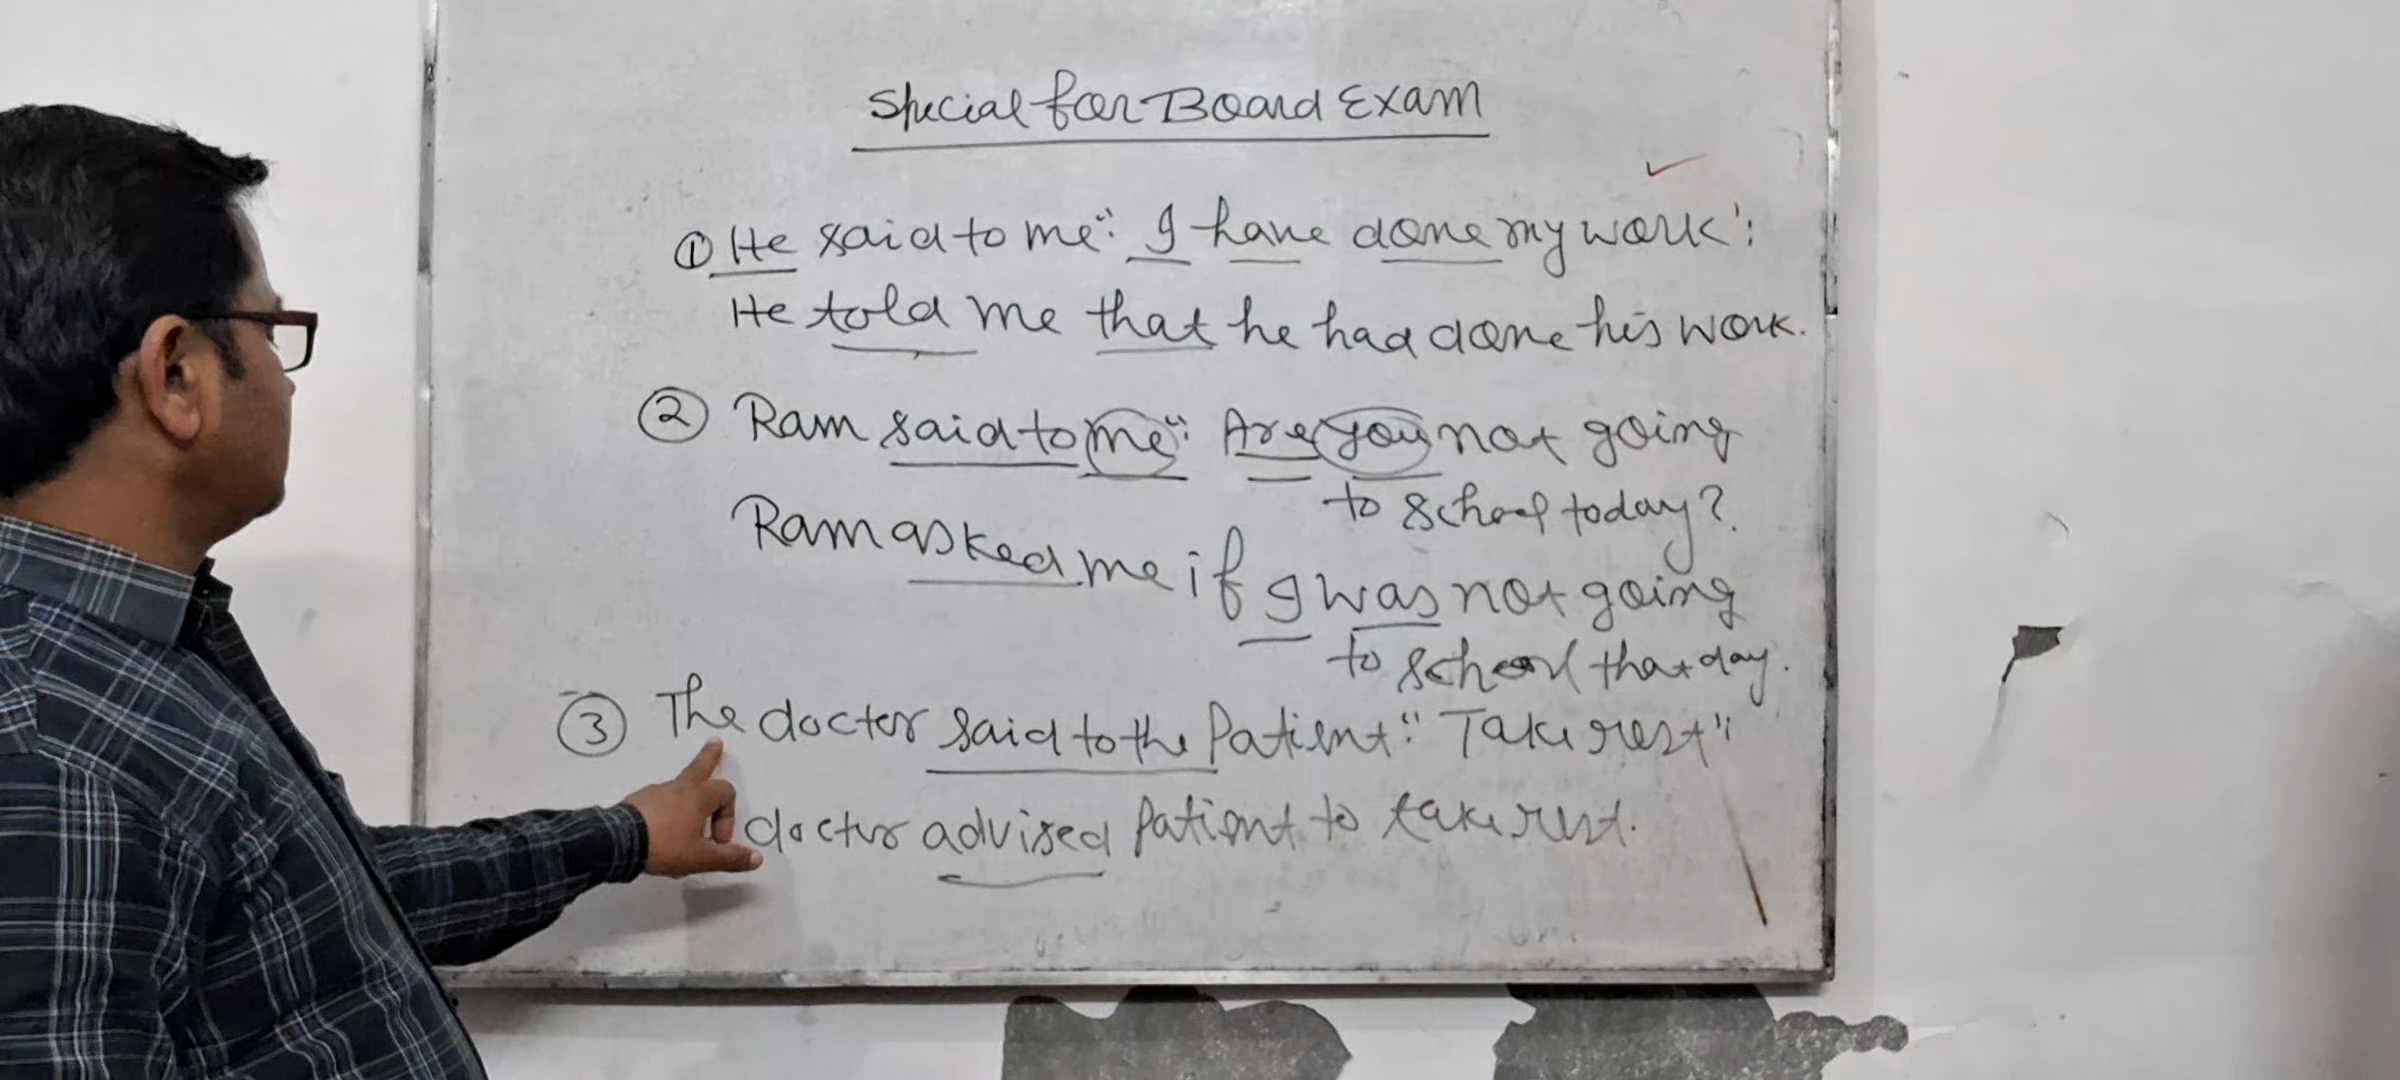 Special for Board Exam
① He said to me": I have done my work":
He told me that he had done his work.
② Ram said to me": Are you not going
to school today?
Ram asked me if I was not going
to school that day.
③ The doctor said to the Patient:" Take rest"
doctor advised Patient to take rest.